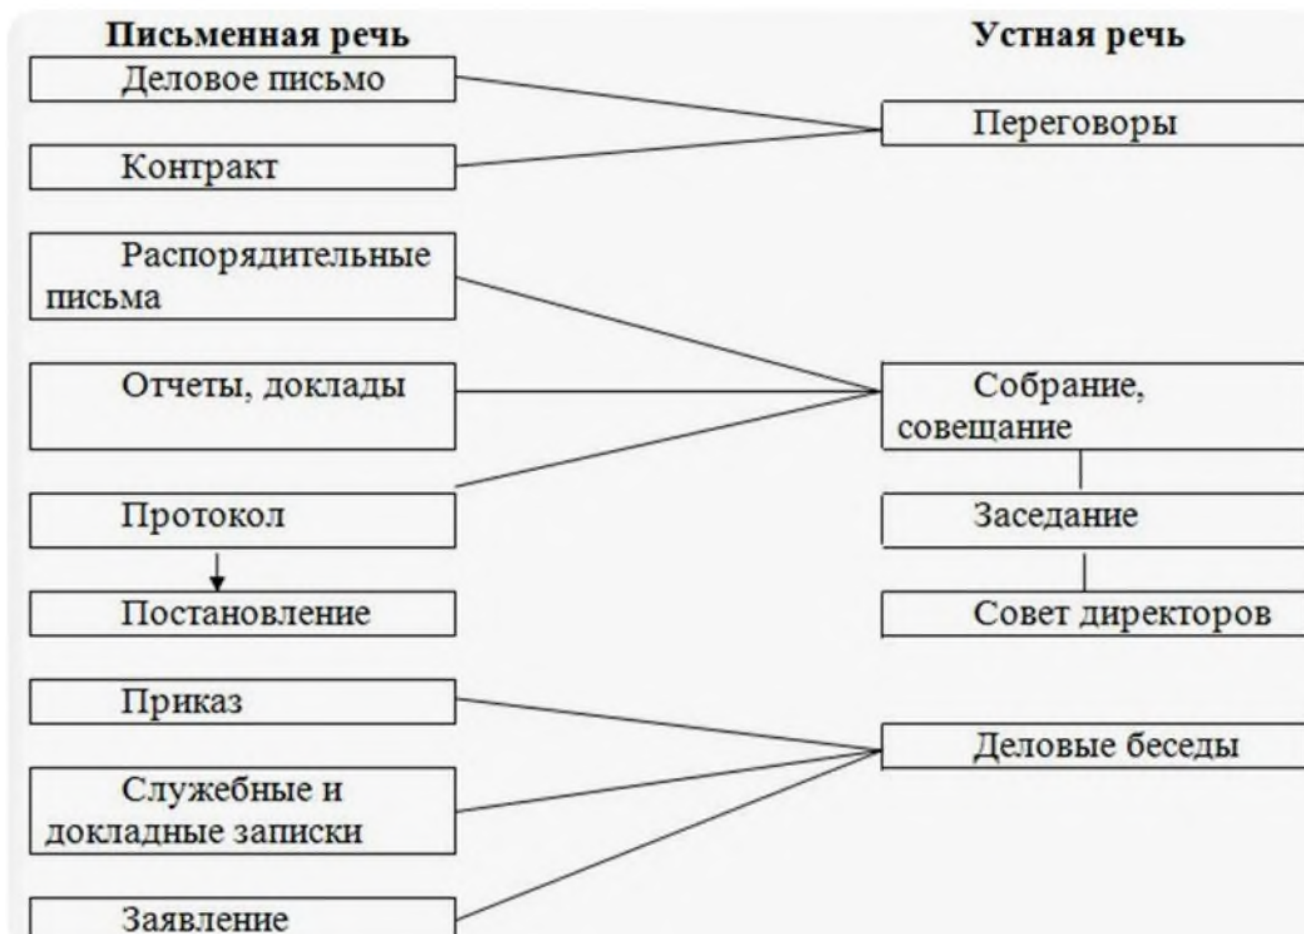 Письменная речь
Устная речь
Деловое письмо
Переговоры
Контракт
Распорядительные
письма
Отчеты, доклады
Собрание,
совещание
Протокол
Заседание
Постановление
Совет директоров
Приказ
Деловые беседы
Служебные и
докладные записки
Заявление